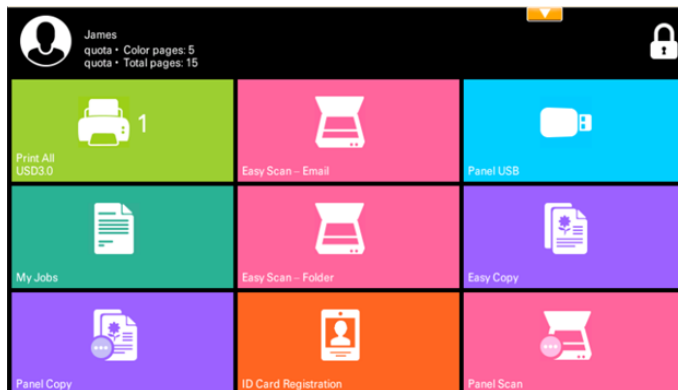 James
quota • Color pages: 5
quota • Total pages: 15
1
Print All
USD3.0
Easy Scan – Email
Panel USB
My Jobs
Easy Scan – Folder
Easy Copy
Panel Copy
ID Card Registration
Panel Scan